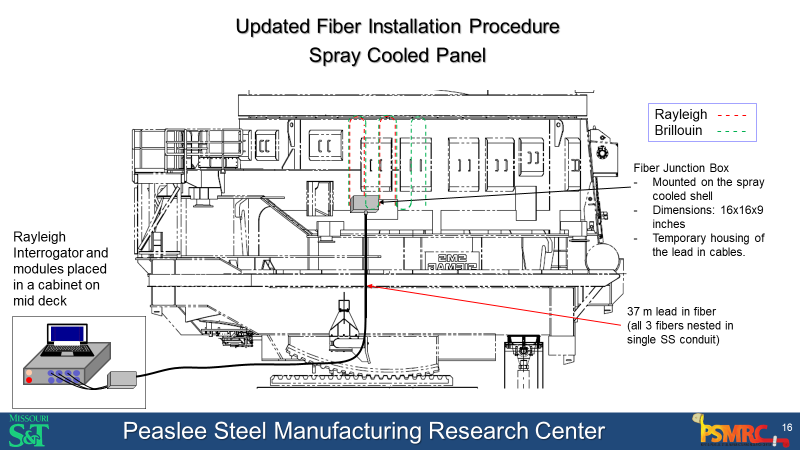 Updated Fiber Installation Procedure
Spray Cooled Panel
Rayleigh - - - -
Brillouin - - - -
Fiber Junction Box
- Mounted on the spray
cooled shell
- Dimensions: 16x16x9
inches
- Temporary housing of
the lead in cables.
Rayleigh
Interrogator and
modules placed
in a cabinet on
mid deck
37 m lead in fiber
(all 3 fibers nested in
single SS conduit)
MISSOURI
S&T
Peaslee Steel Manufacturing Research Center
PSMRC
16